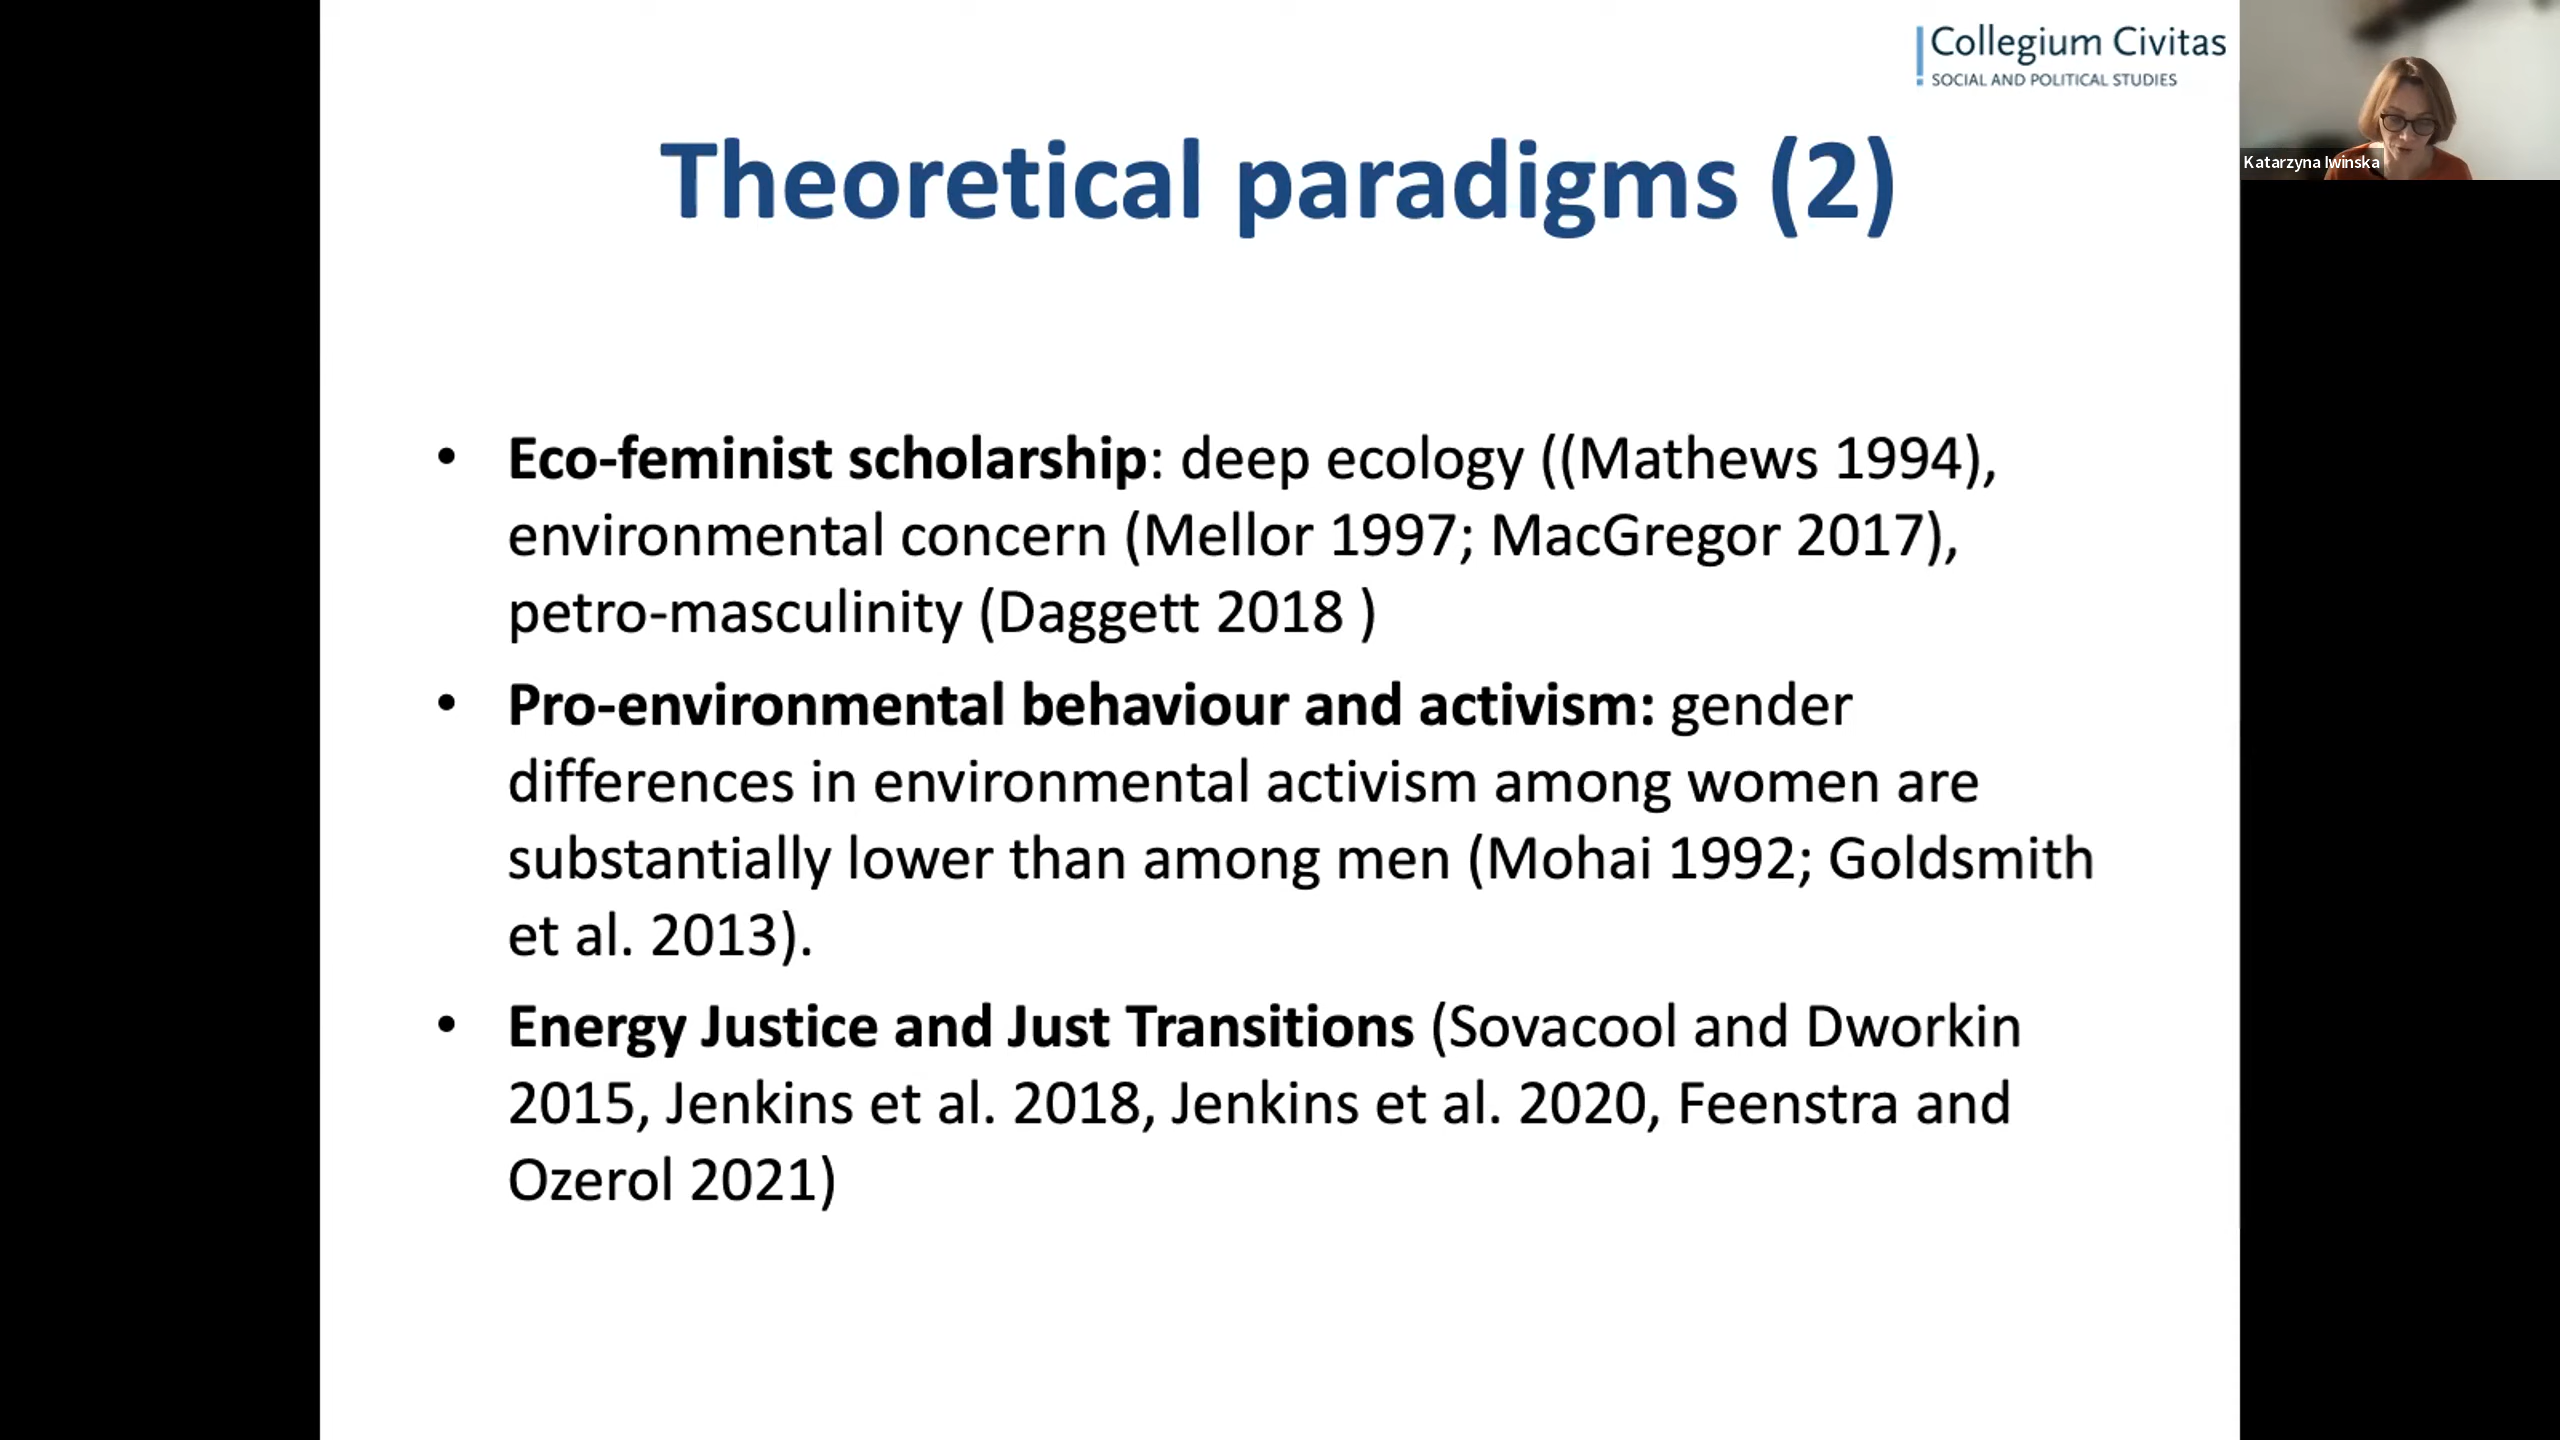 Collegium Civitas
SOCIAL AND POLITICAL STUDIES
Katarzyna Iwinska
Theoretical paradigms (2)
• Eco-feminist scholarship: deep ecology ((Mathews 1994),
environmental concern (Mellor 1997; MacGregor 2017),
petro-masculinity (Daggett 2018 )
• Pro-environmental behaviour and activism: gender
differences in environmental activism among women are
substantially lower than among men (Mohai 1992; Goldsmith
et al. 2013).
• Energy Justice and Just Transitions (Sovacool and Dworkin
2015, Jenkins et al. 2018, Jenkins et al. 2020, Feenstra and
Ozerol 2021)